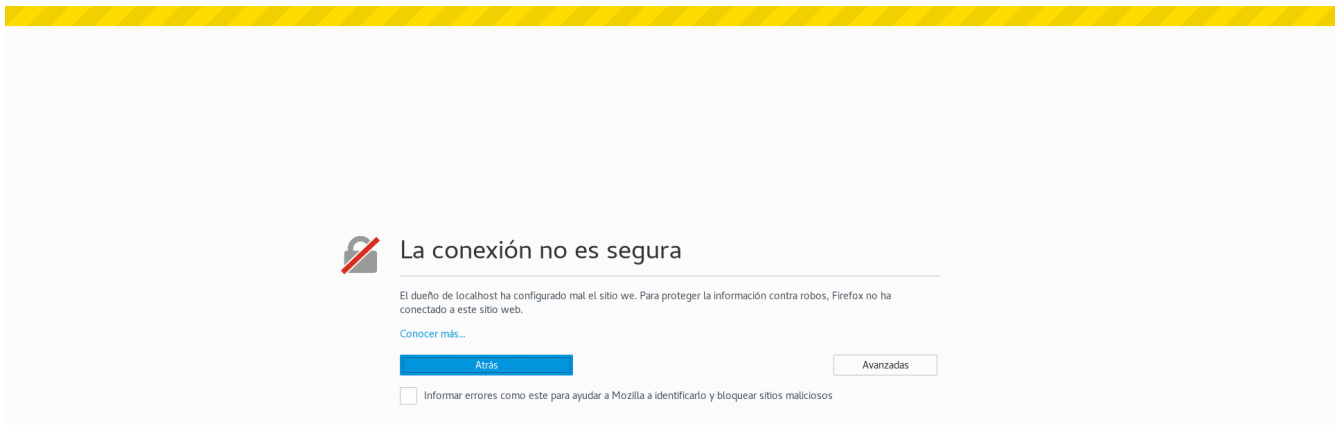 La conexión no es segura
El dueño de localhost ha configurado mal el sitio we. Para proteger la información contra robos, Firefox no ha
conectado a este sitio web.
Conocer más...
Atrás
Avanzadas
Informar errores como este para ayudar a Mozilla a identificarlo y bloquear sitios maliciosos